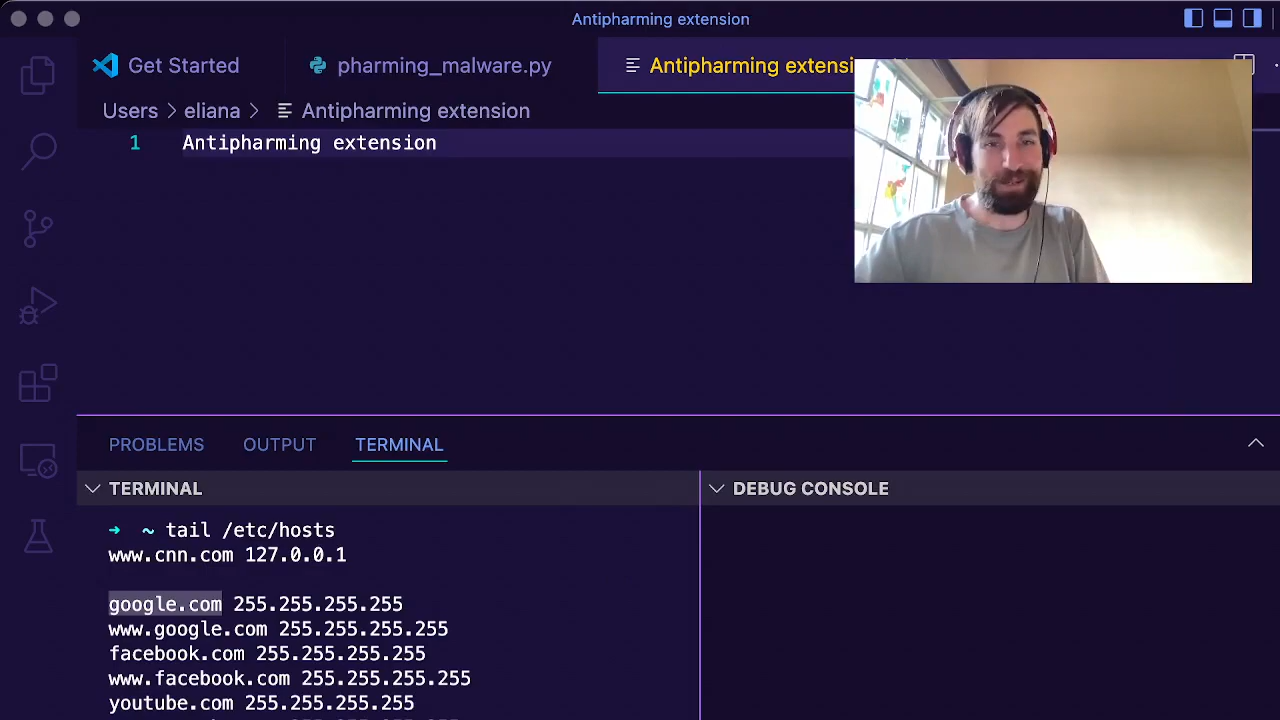 Antipharming extension
Get Started
pharming_malware.py
Antipharming extensi
Users > eliana > Antipharming extension
1 Antipharming extension
PROBLEMS OUTPUT TERMINAL
TERMINAL
DEBUG CONSOLE
➜ ~ tail /etc/hosts
www.cnn.com 127.0.0.1
google.com 255.255.255.255
www.google.com 255.255.255.255
facebook.com 255.255.255.255
www.facebook.com 255.255.255.255
youtube.com 255.255.255.255